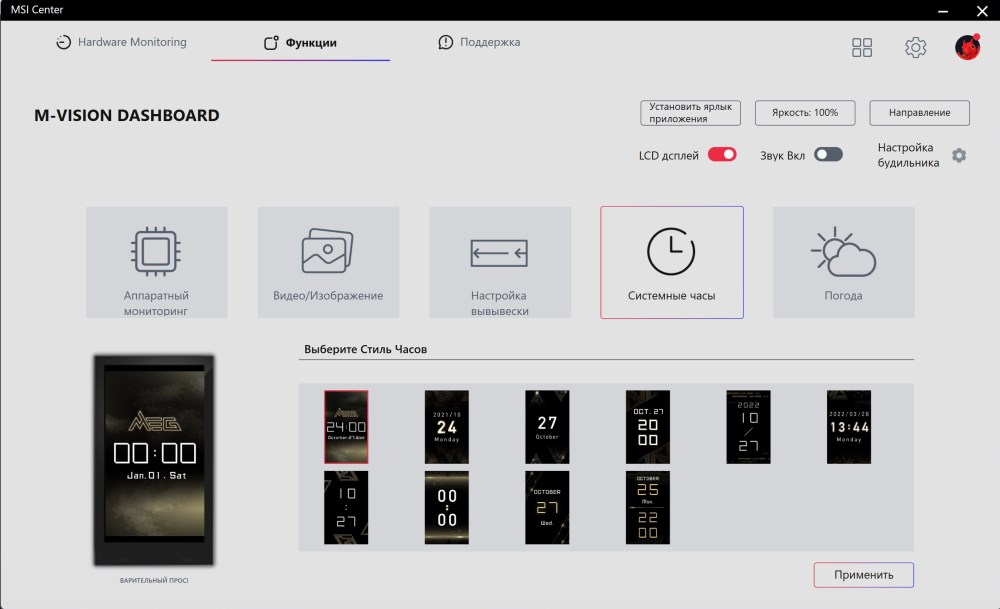 MSI Center
Hardware Monitoring
Функции
Поддержка
M-VISION DASHBOARD
Установить ярлык
приложения
Яркость: 100%
Направление
LCD дсплей
Звук Вкл
Настройка
будильника
Аппаратный
мониторинг
Видео/Изображение
Настройка
вывывески
Системные часы
Погода
Выберите Стиль Часов
MEG
00:00
Jan.01. Sat
ВАРИТЕЛЬНЫЙ ПРОСІ
MEG
24:00
October.27.Wed
2021/10
24
Monday
27
October
OCT. 27
20
00
2022
10
/
27
2022/03/28
13:44
Monday
10
:
27
00
:
00
OCTOBER
27
Wed.
OCTOBER
25
Mon.
22
00
Применить